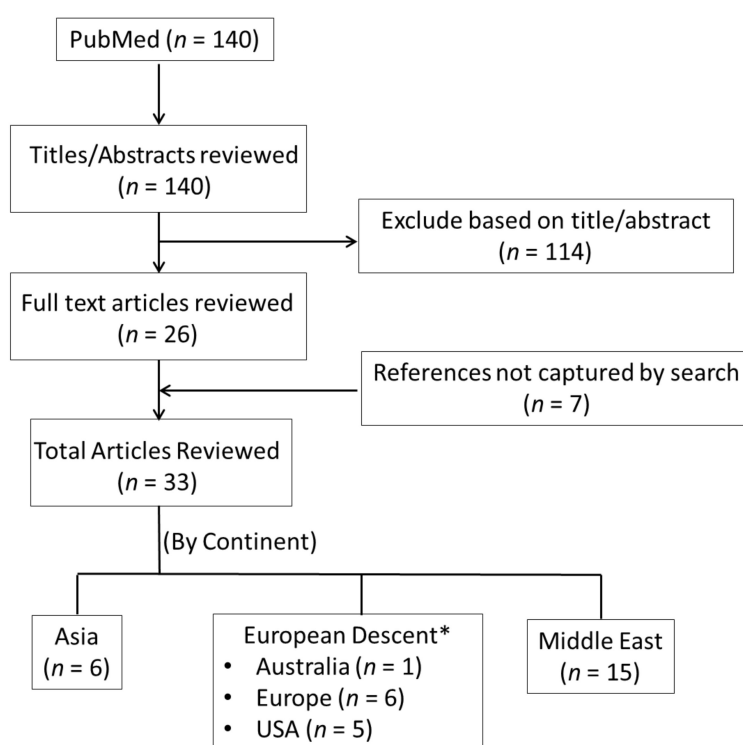 PubMed (n = 140)
Titles/Abstracts reviewed
(n = 140)
Exclude based on title/abstract
(n = 114)
Full text articles reviewed
(n = 26)
References not captured by search
(n = 7)
Total Articles Reviewed
(n = 33)
(By Continent)
Asia
(n = 6)
European Descent*
• Australia (n = 1)
• Europe (n = 6)
• USA (n = 5)
Middle East
(n = 15)